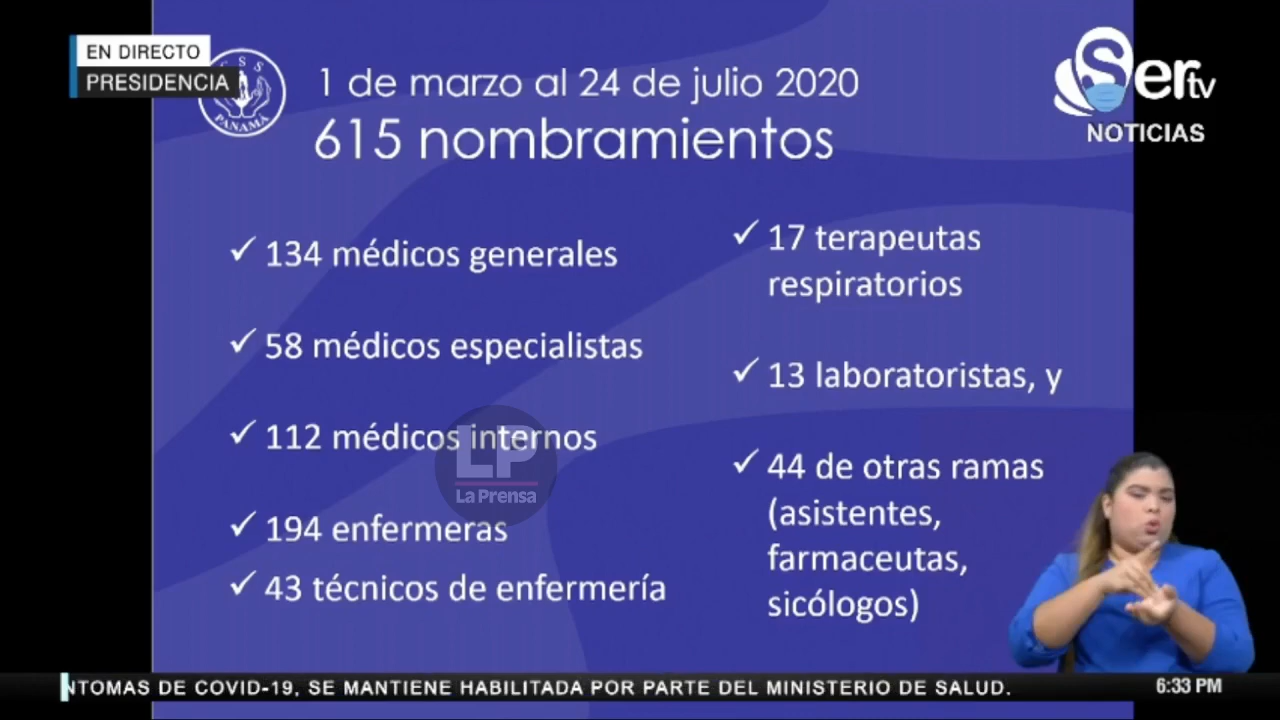 EN DIRECTO
PRESIDENCIA
C S S
PANAMÁ
1 de marzo al 24 de julio 2020
615 nombramientos
Sertv
NOTICIAS
✓ 134 médicos generales
✓ 58 médicos especialistas
✓ 112 médicos internos
✓ 194 enfermeras
✓ 43 técnicos de enfermería
✓ 17 terapeutas
respiratorios
✓ 13 laboratoristas, y
✓ 44 de otras ramas
(asistentes,
farmaceutas,
sicólogos)
LP
La Prensa
NTOMAS DE COVID-19, SE MANTIENE HABILITADA POR PARTE DEL MINISTERIO DE SALUD.
6:33 PM